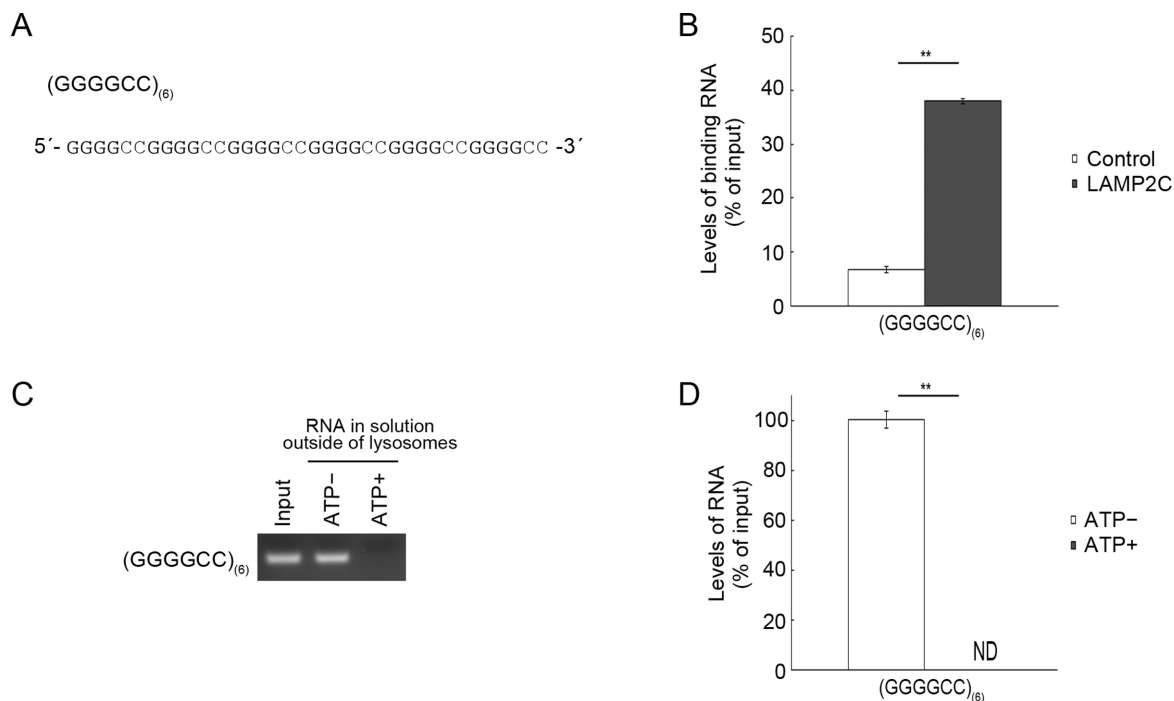 A
(GGGGCC)(6)
5´- GGGGCCGGGGCCGGGGCCGGGGCCGGGGCCGGGGCC -3´
B
Levels of binding RNA
(% of input)
50
40
30
20
10
0
**
(GGGGCC)(6)
Control
LAMP2C
C
RNA in solution
outside of lysosomes
Input
ATP−
ATP+
(GGGGCC)(6)
D
Levels of RNA
(% of input)
100
80
60
40
20
0
**
ND
(GGGGCC)(6)
ATP−
ATP+